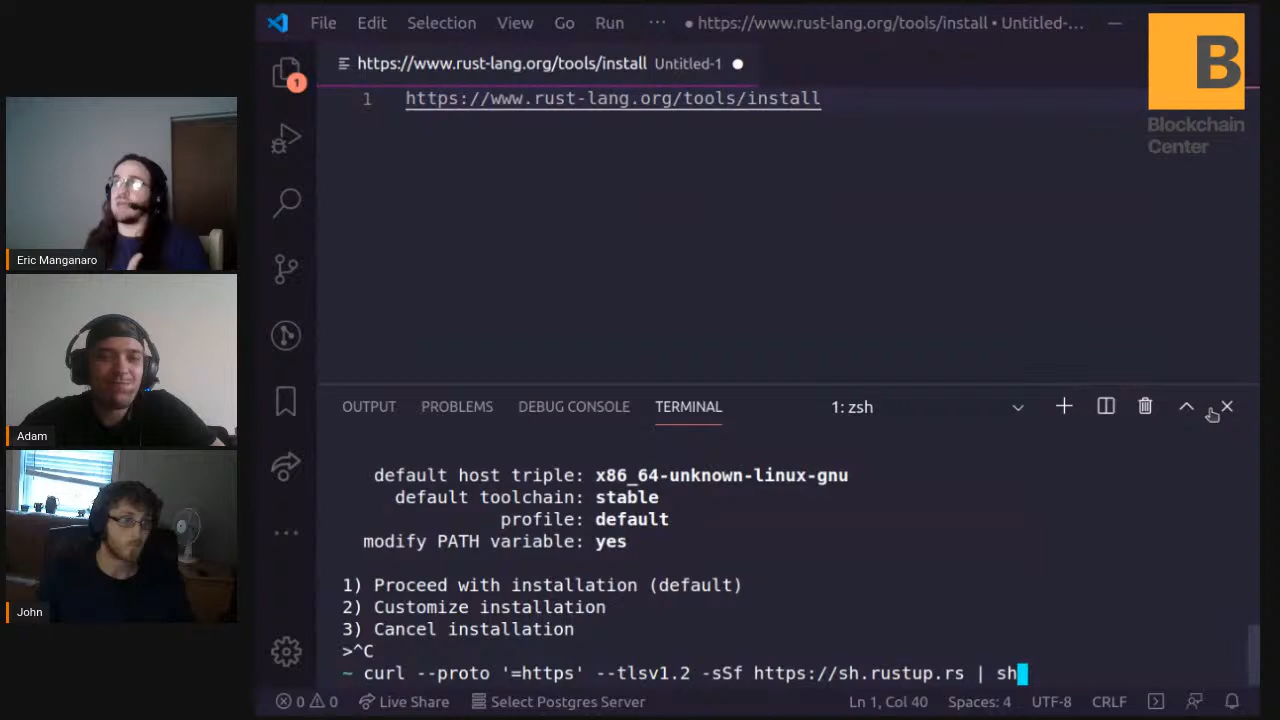 File Edit Selection View Go Run ··· ● https://www.rust-lang.org/tools/install • Untitled-...
B
Blockchain
Center
https://www.rust-lang.org/tools/install Untitled-1
1
1 https://www.rust-lang.org/tools/install
Eric Manganaro
Adam
John
OUTPUT PROBLEMS DEBUG CONSOLE TERMINAL 1: zsh
default host triple: x86_64-unknown-linux-gnu
default toolchain: stable
profile: default
modify PATH variable: yes
1) Proceed with installation (default)
2) Customize installation
3) Cancel installation
>^C
~ curl --proto '=https' --tlsv1.2 -sSf https://sh.rustup.rs | sh
0 0 Live Share Select Postgres Server Ln 1, Col 40 Spaces: 4 UTF-8 CRLF